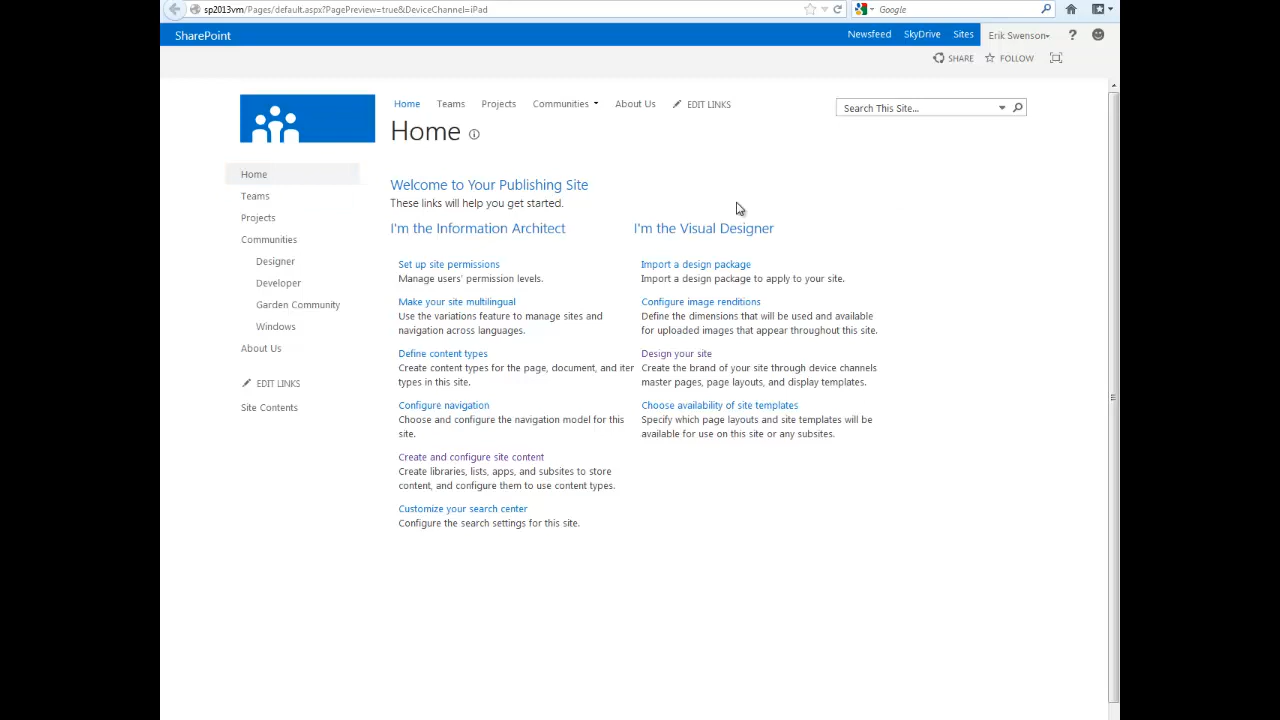 sp2013vm/Pages/default.aspx?PagePreview=true&DeviceChannel=iPad
Google
SharePoint
Newsfeed SkyDrive Sites Erik Swenson ?
SHARE FOLLOW
Home Teams Projects Communities About Us EDIT LINKS
Search This Site...
Home
Home
Teams
Projects
Communities
Designer
Developer
Garden Community
Windows
About Us
EDIT LINKS
Site Contents
Welcome to Your Publishing Site
These links will help you get started.
I'm the Information Architect
Set up site permissions
Manage users' permission levels.
Make your site multilingual
Use the variations feature to manage sites and
navigation across languages.
Define content types
Create content types for the page, document, and iter
types in this site.
Configure navigation
Choose and configure the navigation model for this
site.
Create and configure site content
Create libraries, lists, apps, and subsites to store
content, and configure them to use content types.
Customize your search center
Configure the search settings for this site.
I'm the Visual Designer
Import a design package
Import a design package to apply to your site.
Configure image renditions
Define the dimensions that will be used and available
for uploaded images that appear throughout this site.
Design your site
Create the brand of your site through device channels
master pages, page layouts, and display templates.
Choose availability of site templates
Specify which page layouts and site templates will be
available for use on this site or any subsites.